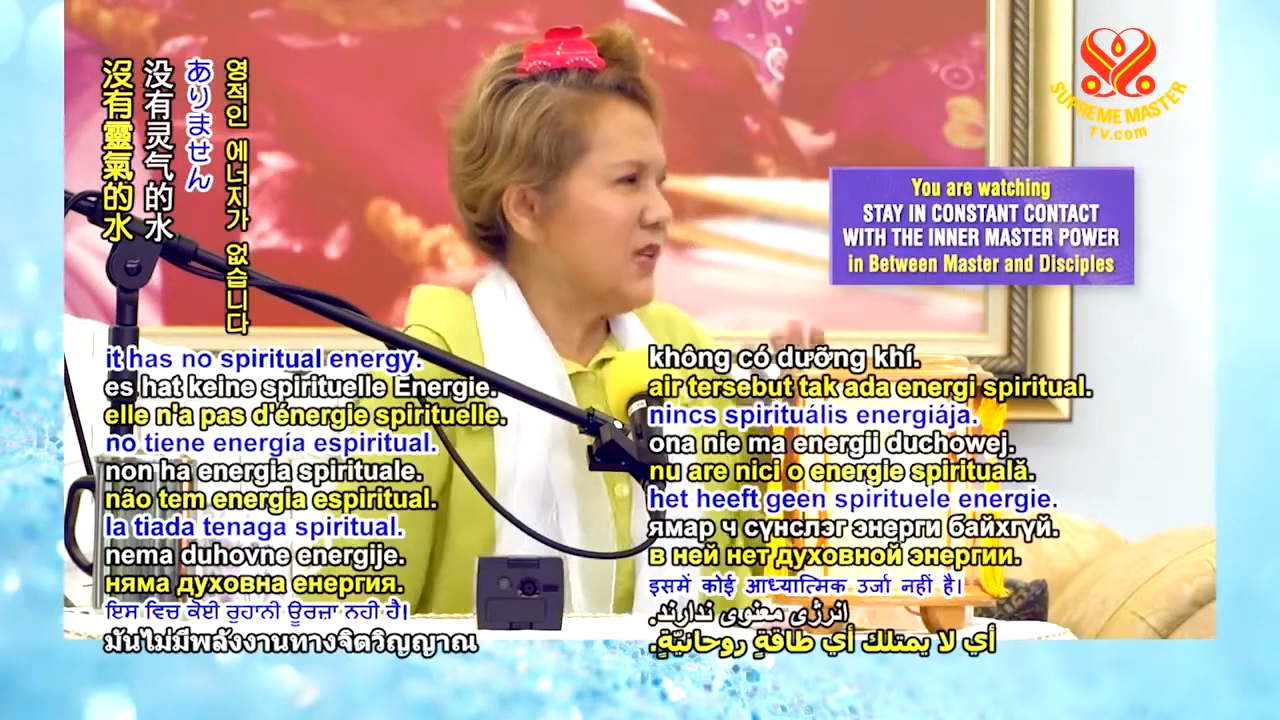 沒有靈氣的水
没有灵气的水
ありません
영적인 에너지가 없습니다
SUPREME MASTER
TV.com
You are watching
STAY IN CONSTANT CONTACT
WITH THE INNER MASTER POWER
in Between Master and Disciples
it has no spiritual energy.
es hat keine spirituelle Energie.
elle n'a pas d'énergie spirituelle.
no tiene energía espiritual.
non ha energia spirituale.
não tem energia espiritual.
Ia tiada tenaga spiritual.
nema duhovne energije.
няма духовна енергия.
ਇਸ ਵਿਚ ਕੋਈ ਰੁਹਾਨੀ ਊਰਜ਼ਾ ਨਹੀ ਹੈ।
มันไม่มีพลังงานทางจิตวิญญาณ
không có dưỡng khí.
air tersebut tak ada energi spiritual.
nincs spirituális energiája.
ona nie ma energii duchowej.
nu are nici o energie spirituală.
het heeft geen spirituele energie.
ямар ч сүнслэг энерги байхгүй.
в ней нет духовной энергии.
इसमें कोई आध्यात्मिक उर्जा नहीं है।
انرژی معنوی ندارند.
أي لا يمتلك أي طاقةٍ روحانيّةٍ.